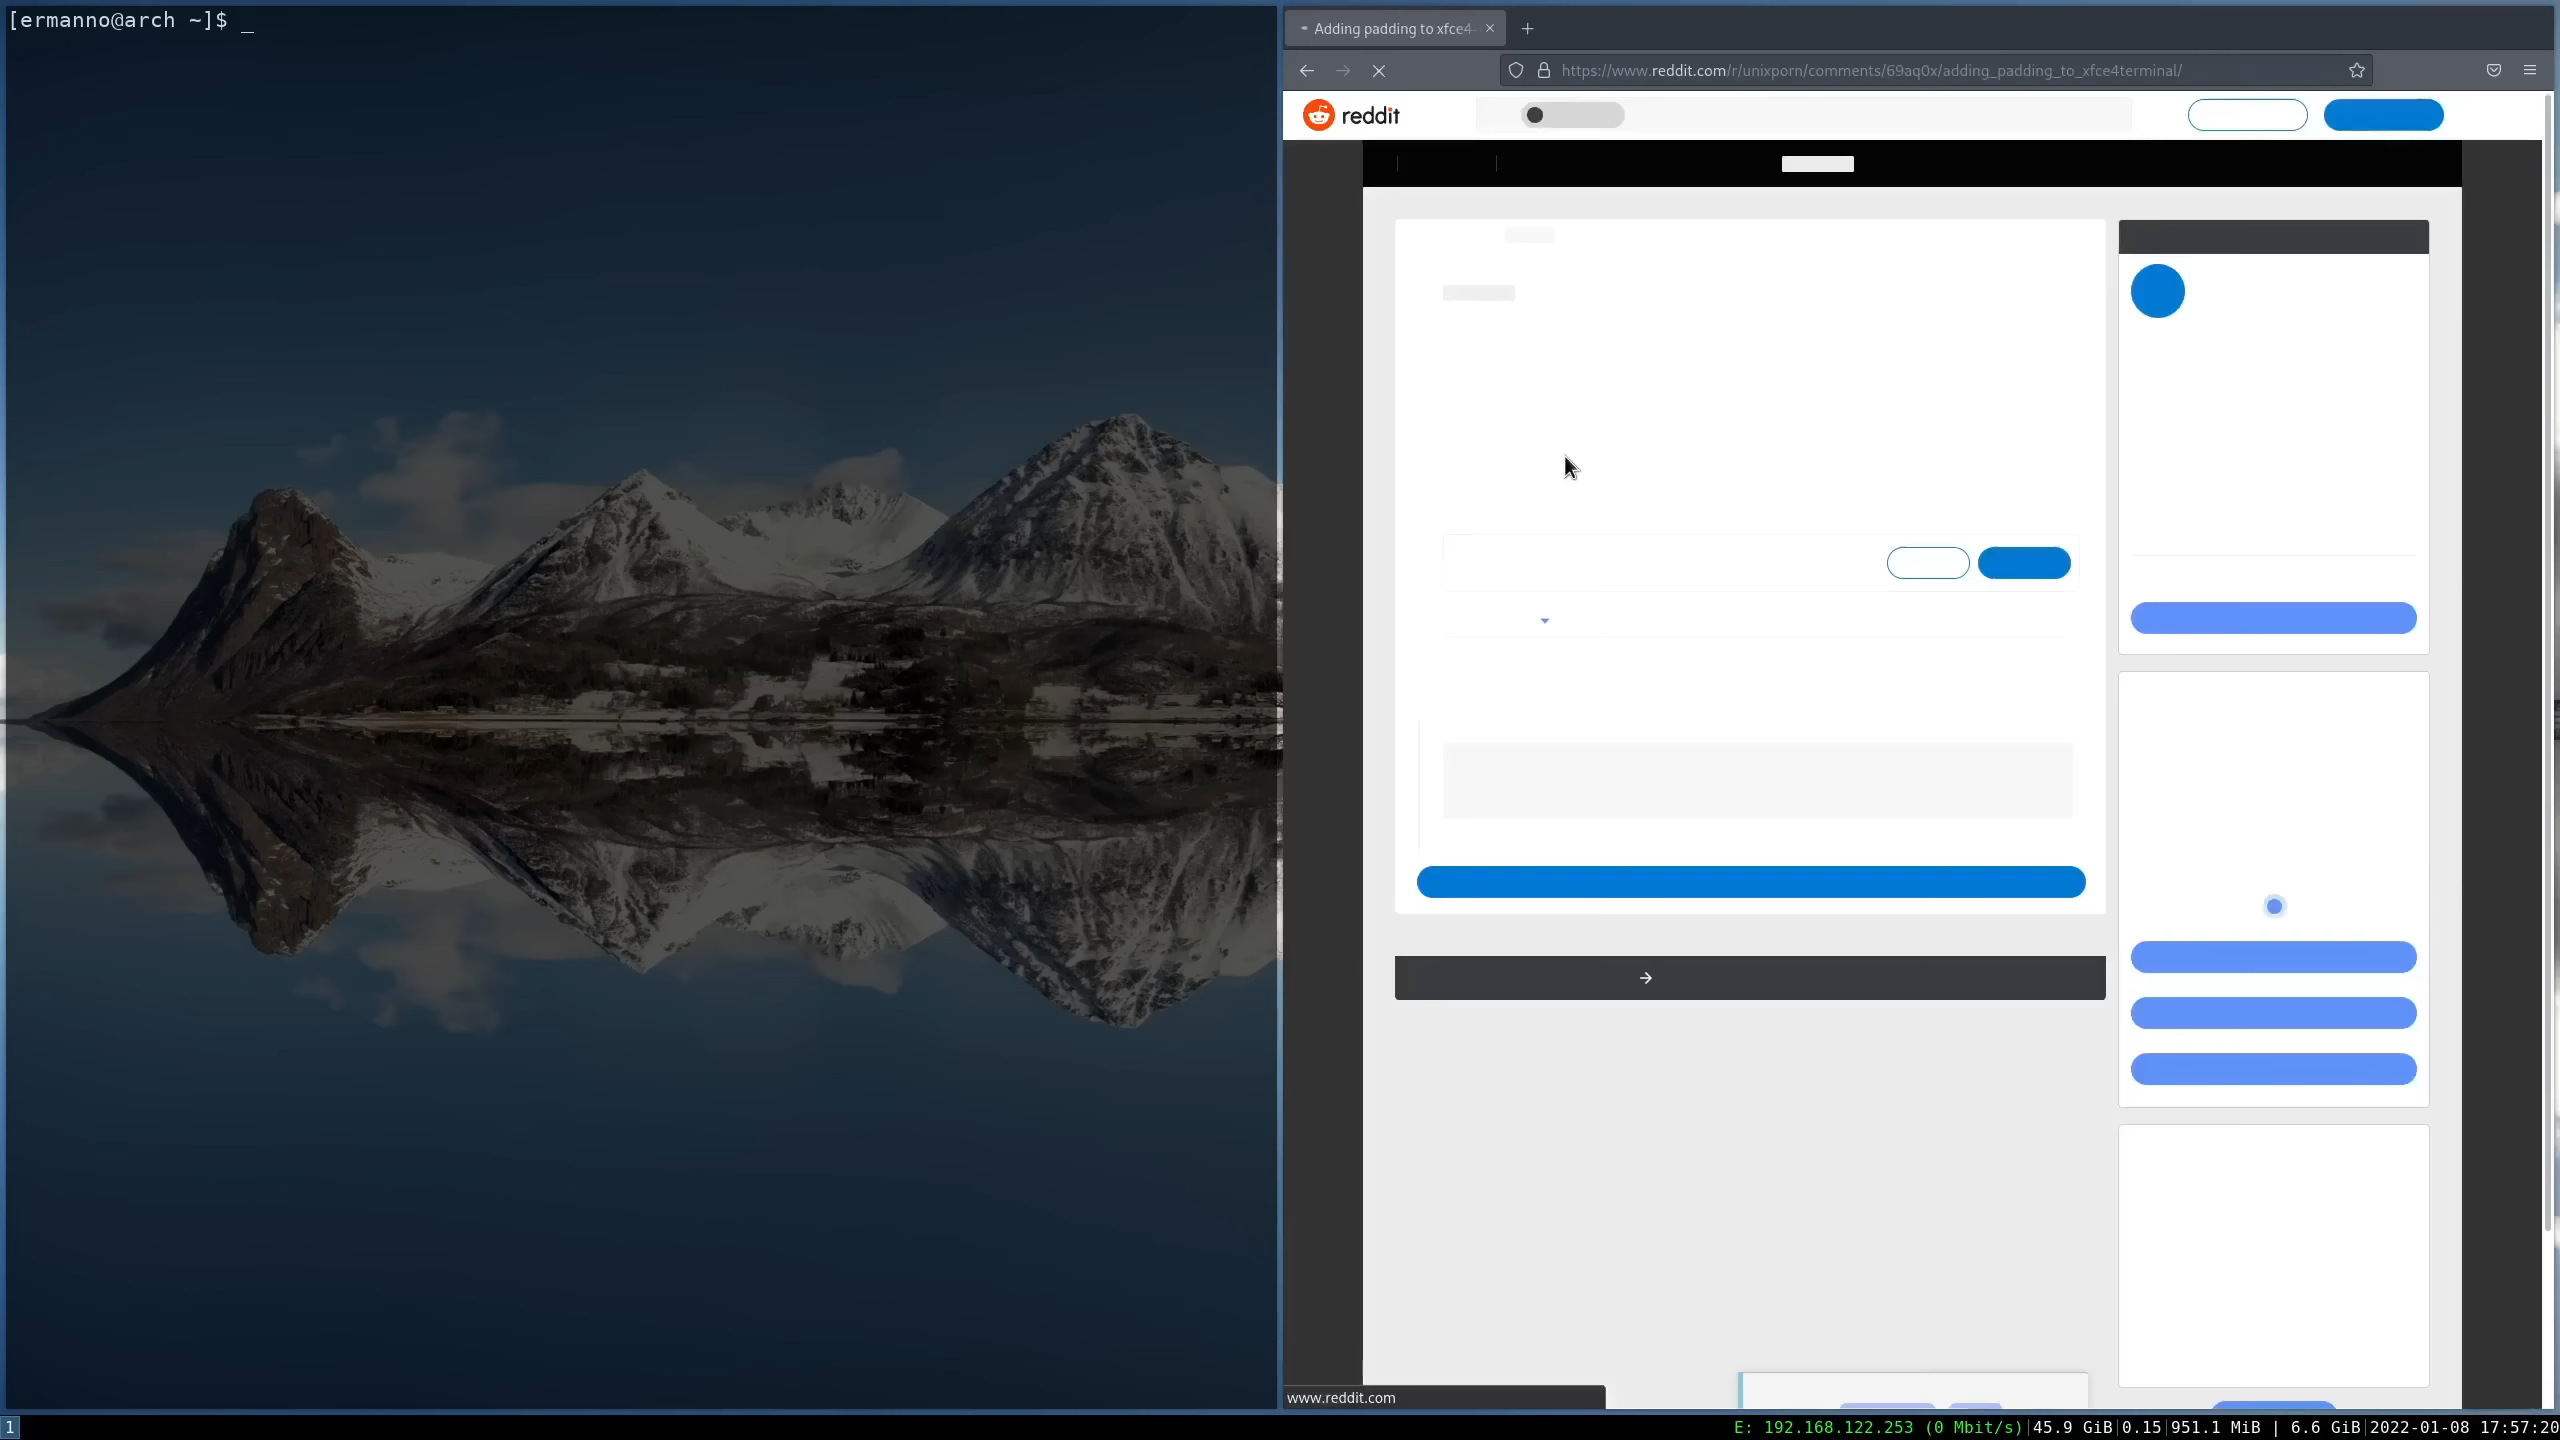 [ermanno@arch ~]$ _
Adding padding to xfce4-
https://www.reddit.com/r/unixporn/comments/69aq0x/adding_padding_to_xfce4terminal/
reddit
www.reddit.com
1
E: 192.168.122.253 (0 Mbit/s)|45.9 GiB|0.15|951.1 MiB | 6.6 GiB|2022-01-08 17:57:20